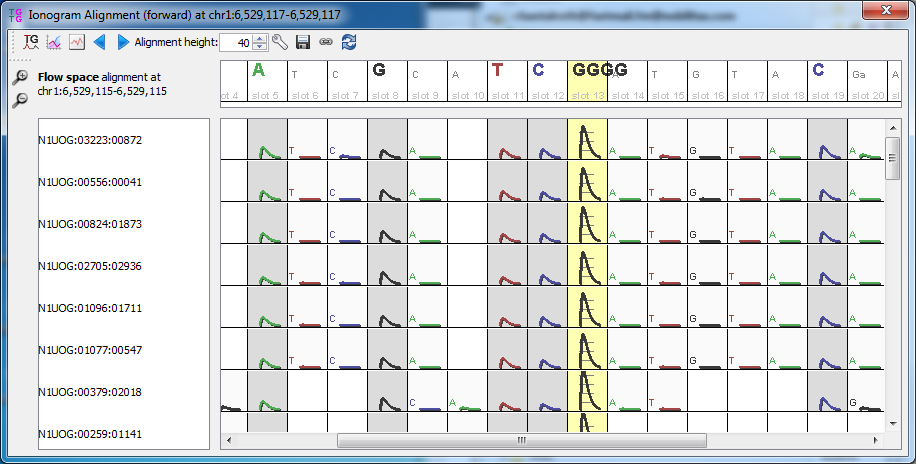 Ionogram Alignment (forward) at chr1:6,529,117-6,529,117
TG Alignment height: 40
Flow space alignment at
chr1:6,529,115-6,529,115
A T C G C A T C GGGG A T G T A C Ga A
ot 4 slot 5 slot 6 slot 7 slot 8 slot 9 slot 10 slot 11 slot 12 slot 13 slot 14 slot 15 slot 16 slot 17 slot 18 slot 19 slot 20 s
N1UOG:03223:00872 T C A A T G T A A
N1UOG:00556:00041 T C A A T G T A A
N1UOG:00824:01873 T C A A T G T A A
N1UOG:02705:02936 T C A A T G T A A
N1UOG:01096:01711 T C A A T G T A A
N1UOG:01077:00547 T C A A T G T A A
N1UOG:00379:02018 C A A T G
N1UOG:00259:01141